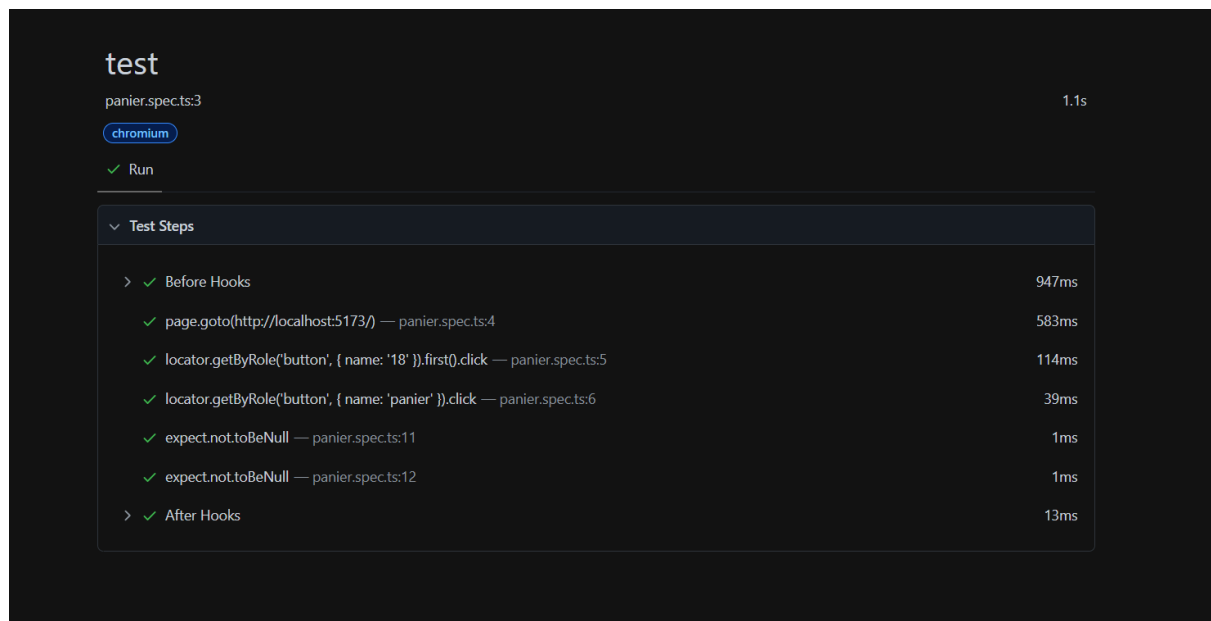 test
panier.spec.ts:3 1.1s
chromium
Run
Test Steps
Before Hooks 947ms
page.goto(http://localhost:5173/) — panier.spec.ts:4 583ms
locator.getByRole('button', { name: '18' }).first().click — panier.spec.ts:5 114ms
locator.getByRole('button', { name: 'panier' }).click — panier.spec.ts:6 39ms
expect.not.toBeNull — panier.spec.ts:11 1ms
expect.not.toBeNull — panier.spec.ts:12 1ms
After Hooks 13ms